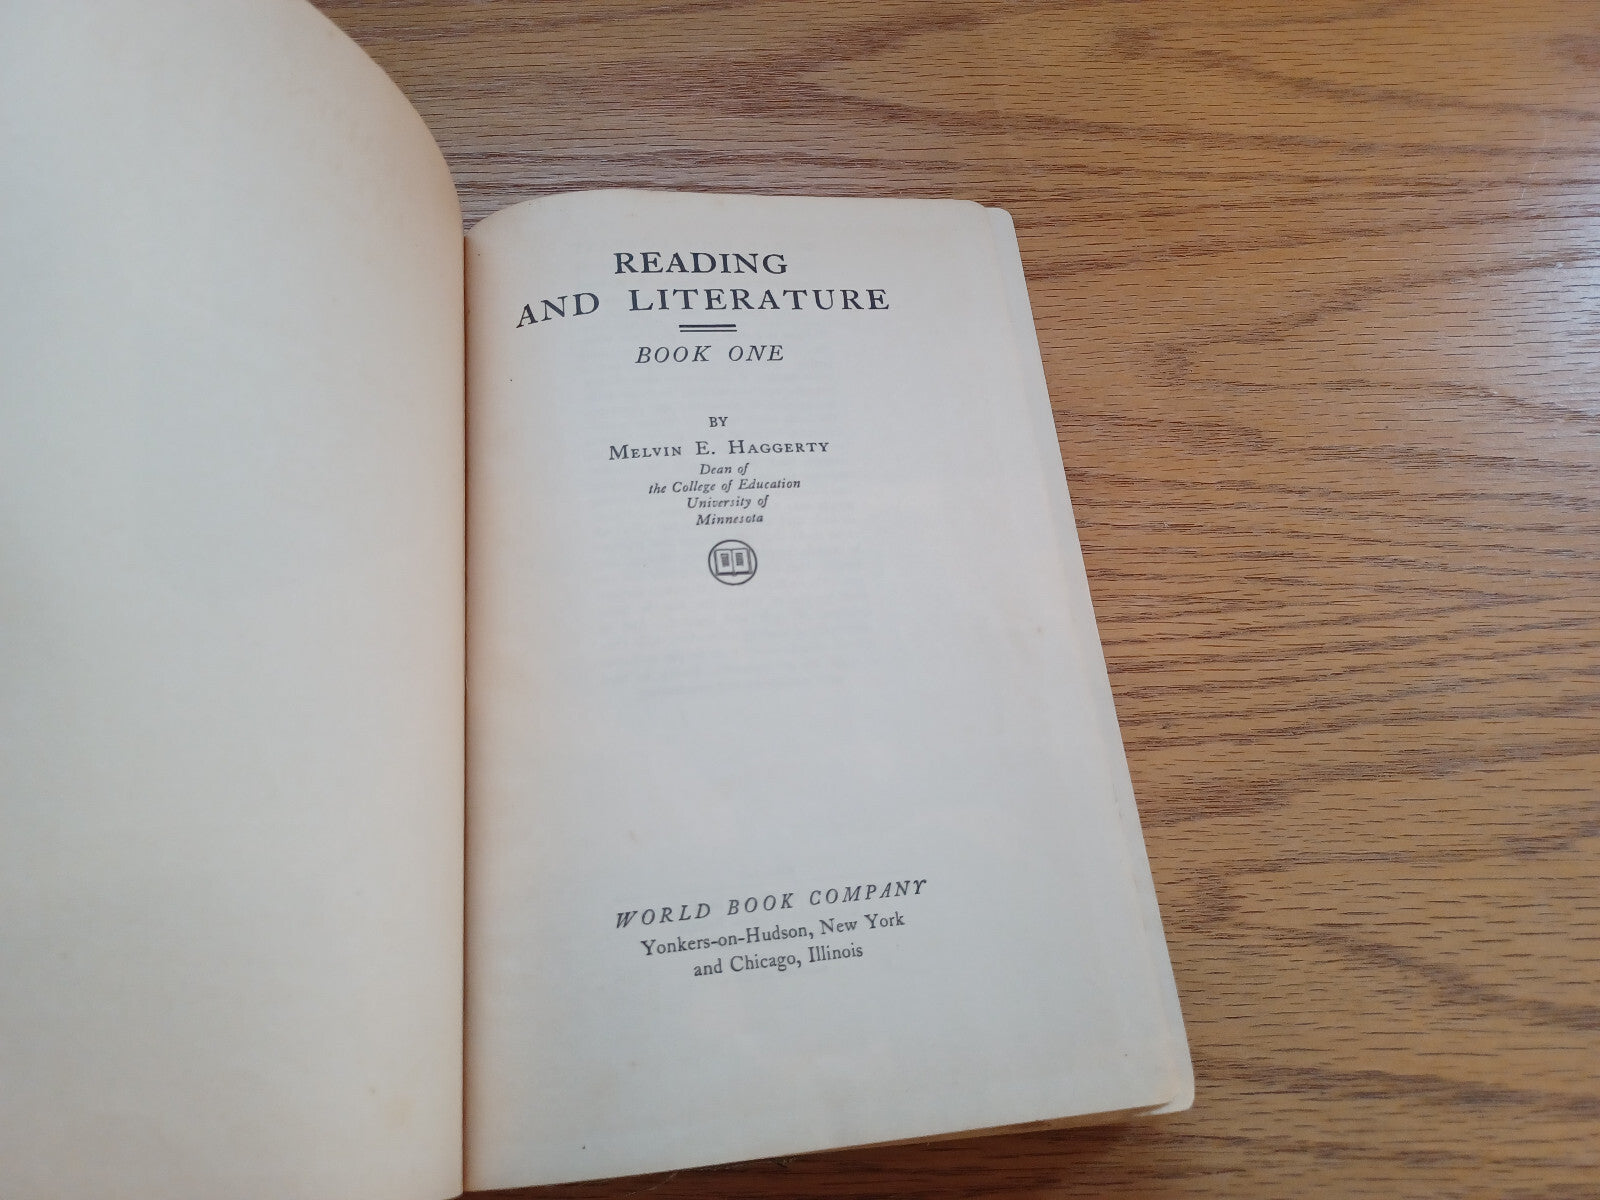 READING
AND LITERATURE
BOOK ONE
BY
MELVIN E. HAGGERTY
Dean of
the College of Education
University of
Minnesota
WORLD BOOK COMPANY
Yonkers-on-Hudson, New York
and Chicago, Illinois